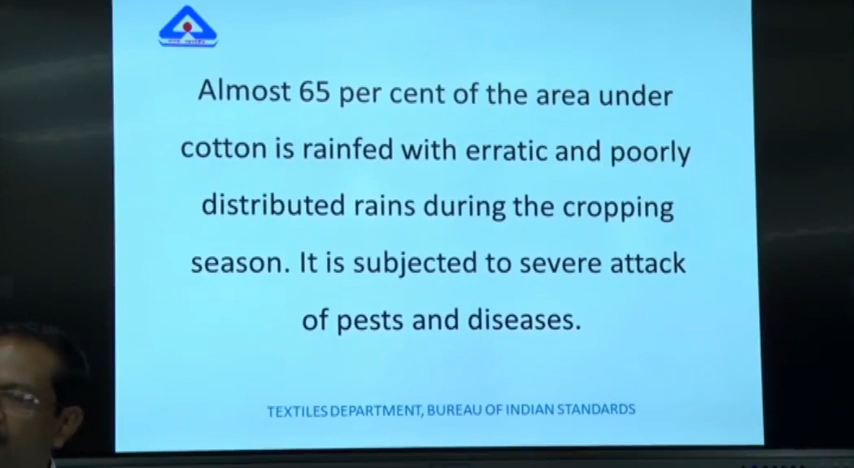 Almost 65 per cent of the area under
cotton is rainfed with erratic and poorly
distributed rains during the cropping
season. It is subjected to severe attack
of pests and diseases.
TEXTILES DEPARTMENT, BUREAU OF INDIAN STANDARDS